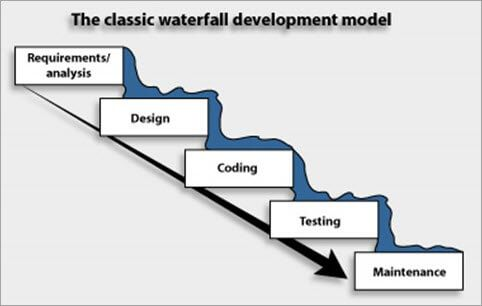 The classic waterfall development model
Requirements/
analysis
Design
Coding
Testing
Maintenance